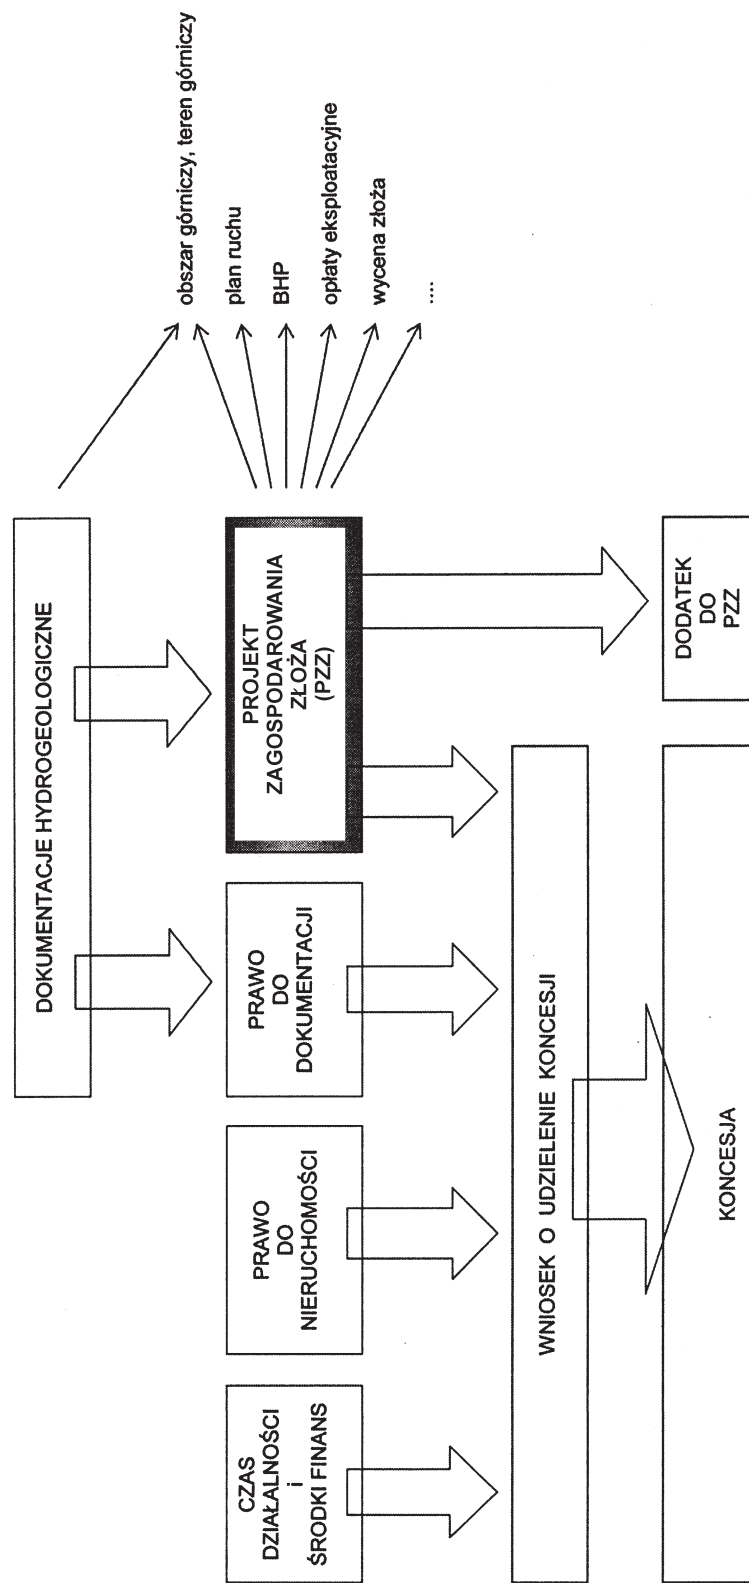 DOKUMENTACJE HYDROGEOLOGICZNE
CZAS
DZIAŁALNOŚCI
i
ŚRODKI FINANS
PRAWO
DO
NIERUCHOMOŚCI
PRAWO
DO
DOKUMENTACJI
PROJEKT
ZAGOSPODAROWANIA
ZŁOŻA
(PZZ)
obszar górniczy, teren górniczy
plan ruchu
BHP
opłaty eksploatacyjne
wycena złoża
....
WNIOSEK O UDZIELENIE KONCESJI
KONCESJA
DODATEK
DO
PZZ